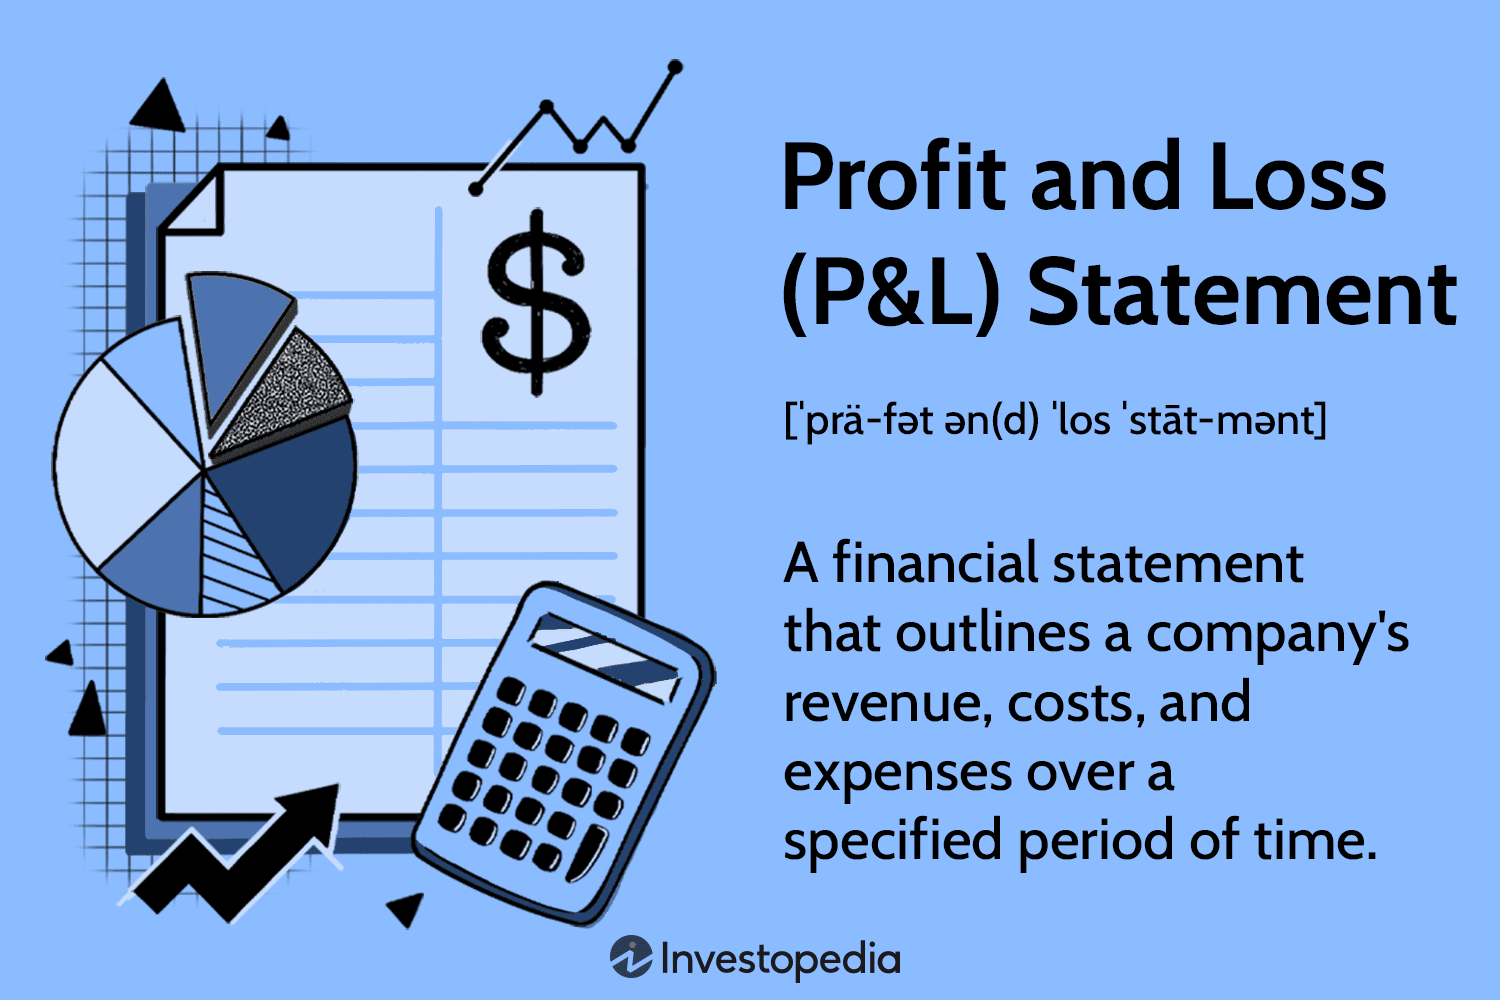 $
Profit and Loss
(P&L) Statement
[ˈprä-fət ən(d) ˈlos ˈstāt-mənt]
A financial statement
that outlines a company's
revenue, costs, and
expenses over a
specified period of time.
Investopedia